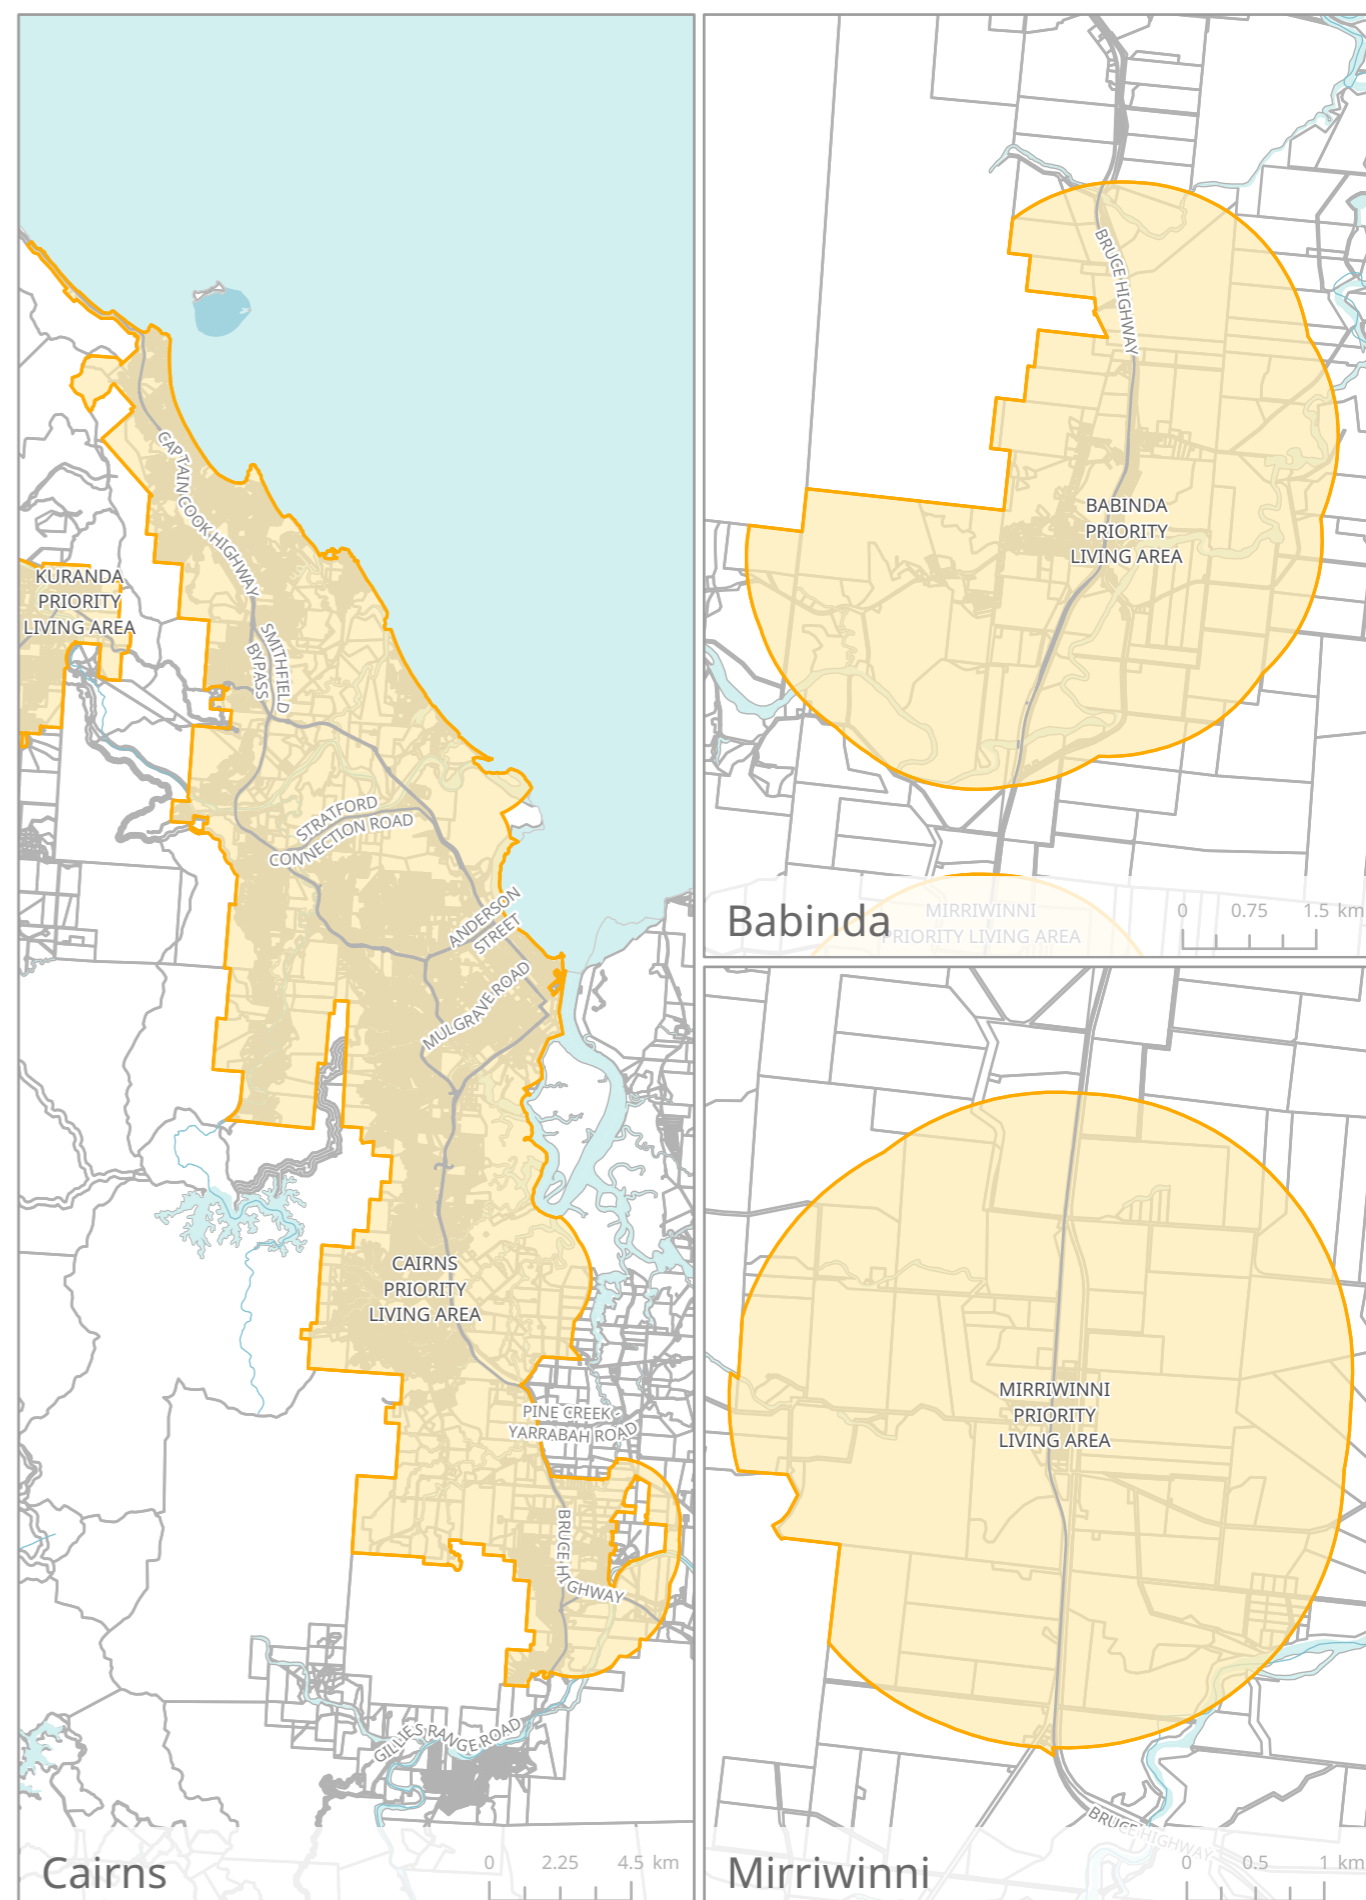 CAPTAIN COOK HIGHWAY
KURANDA
PRIORITY
LIVING AREA
SMITHFIELD
BYPASS
STRATFORD
CONNECTION ROAD
ANDERSON
STREET
MULGRAVE ROAD
CAIRNS
PRIORITY
LIVING AREA
PINE CREEK -
YARRABAH ROAD
BRUCE HIGHWAY
GILLIES RANGE ROAD
Cairns
0 2.25 4.5 km
BRUCE HIGHWAY
BABINDA
PRIORITY
LIVING AREA
MIRRIWINNI
PRIORITY LIVING AREA
Babinda
0 0.75 1.5 km
MIRRIWINNI
PRIORITY
LIVING AREA
BRUCE HIGHWAY
Mirriwinni
0 0.5 1 km